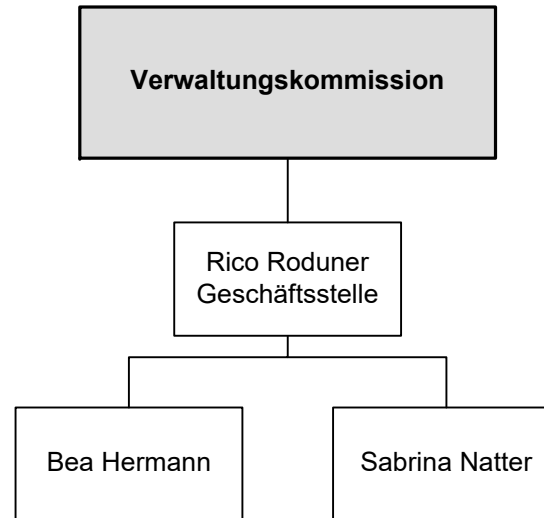 Verwaltungskommission
Rico Roduner
Geschäftsstelle
Bea Hermann
Sabrina Natter